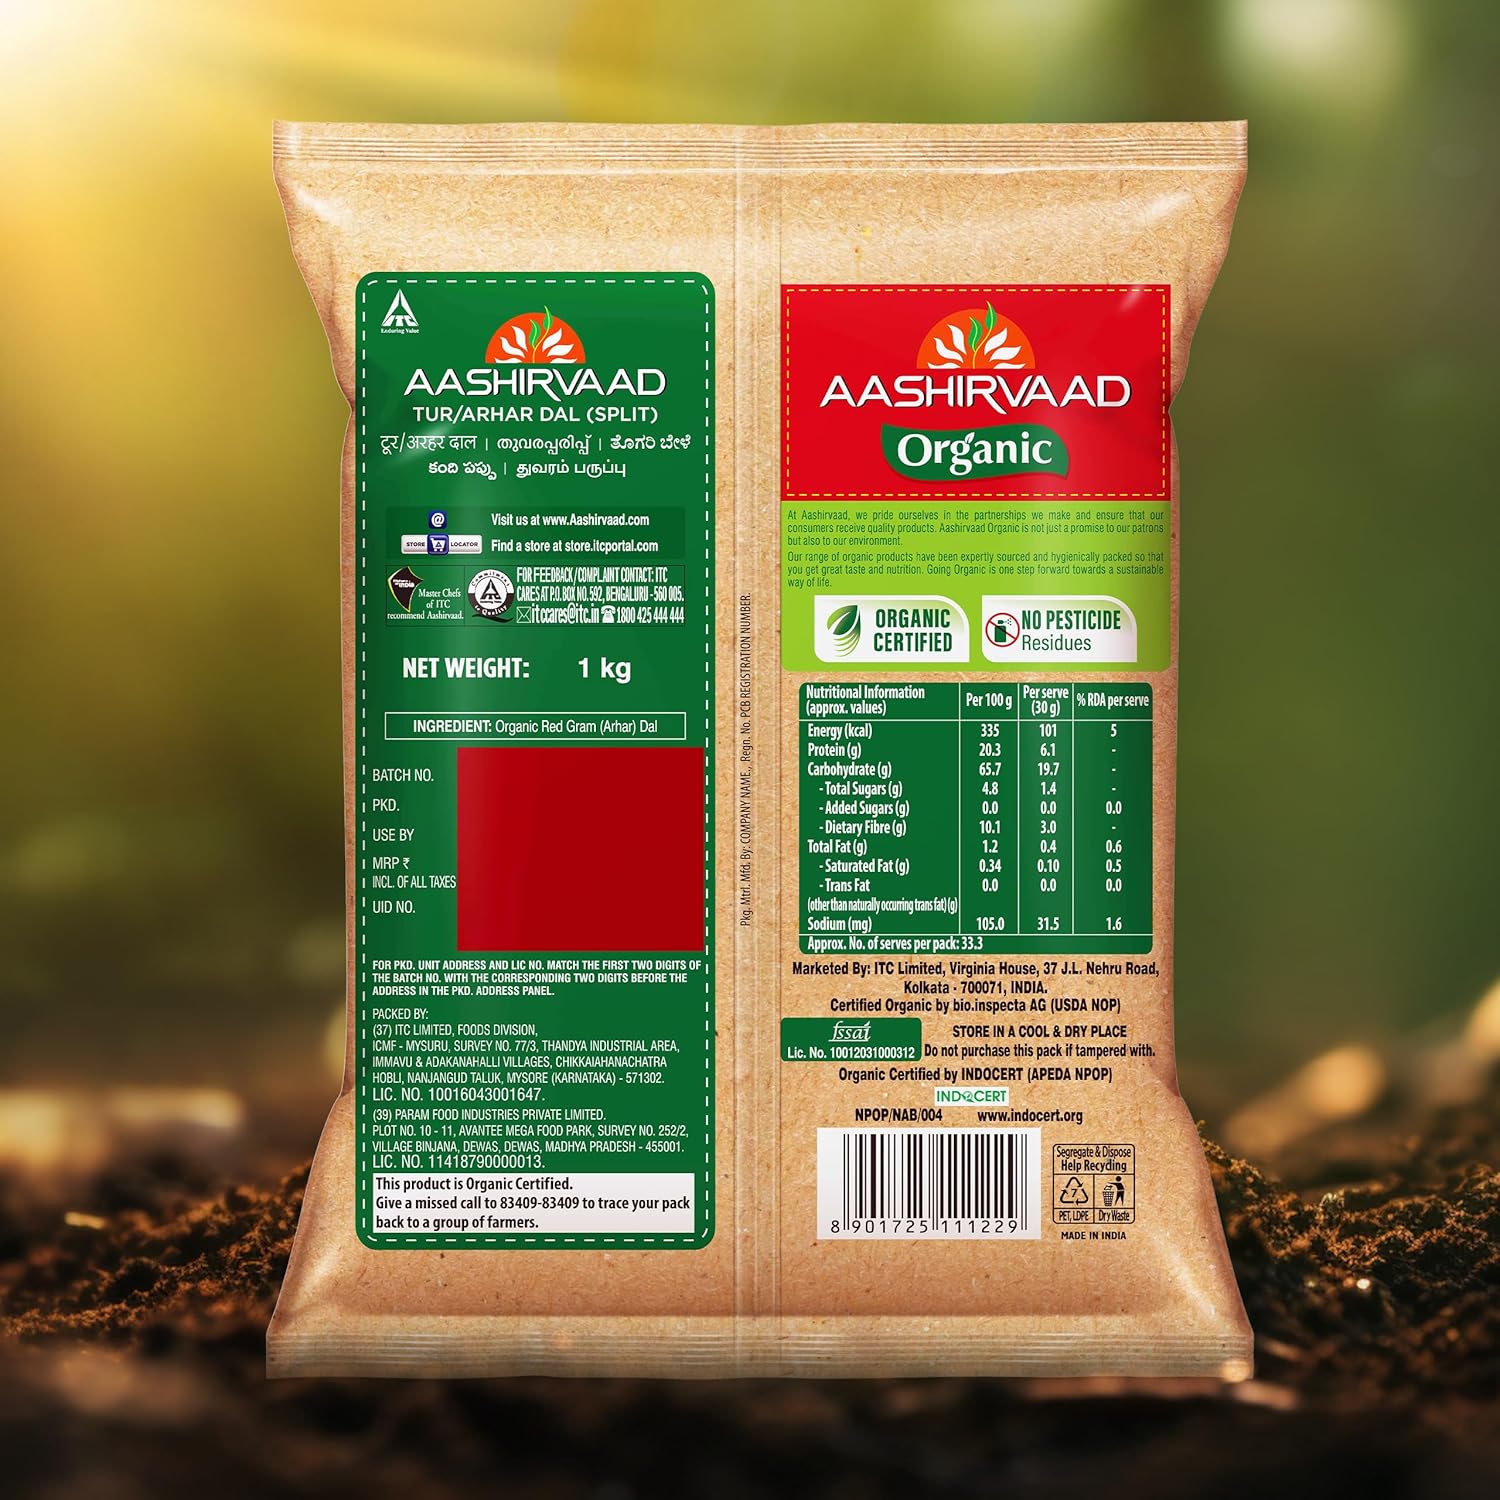 ITC
Enduring Value
AASHIRVAAD
TUR/ARHAR DAL (SPLIT)
टूर/अरहर दाल | തുവരപ്പരിപ്പ് | ತೊಗರಿ ಬೇಳೆ
కంది పప్పు | துவரம் பருப்பு
@ Visit us at www.Aashirvaad.com
STORE LOCATOR Find a store at store.itcportal.com
Master Chefs
of ITC
recommend Aashirvaad.
Commitment
ITC
to Quality
FOR FEEDBACK/COMPLAINT CONTACT: ITC
CARES AT P.O. BOX NO. 592, BENGALURU -560 005.
itccares@itc.in 1800 425 444 444
NET WEIGHT: 1 kg
INGREDIENT: Organic Red Gram (Arhar) Dal
BATCH NO.
PKD.
USE BY
MRP ₹
INCL. OF ALL TAXES
UID NO.
FOR PKD. UNIT ADDRESS AND LIC NO. MATCH THE FIRST TWO DIGITS OF
THE BATCH NO. WITH THE CORRESPONDING TWO DIGITS BEFORE THE
ADDRESS IN THE PKD. ADDRESS PANEL.
PACKED BY:
(37) ITC LIMITED, FOODS DIVISION,
ICMF - MYSURU, SURVEY NO. 77/3, THANDYA INDUSTRIAL AREA,
IMMAVU & ADAKANAHALLI VILLAGES, CHIKKAIAHANACHATRA
HOBLI, NANJANGUD TALUK, MYSORE (KARNATAKA) - 571302.
LIC. NO. 10016043001647.
(39) PARAM FOOD INDUSTRIES PRIVATE LIMITED.
PLOT NO. 10 - 11, AVANTEE MEGA FOOD PARK, SURVEY NO. 252/2,
VILLAGE BINJANA, DEWAS, DEWAS, MADHYA PRADESH - 455001.
LIC. NO. 11418790000013.
This product is Organic Certified.
Give a missed call to 83409-83409 to trace your pack
back to a group of farmers.
Pkg. Mtrl. Mfd. By: COMPANY NAME., Regn. No. PCB REGISTRATION NUMBER.
AASHIRVAAD
Organic
At Aashirvaad, we pride ourselves in the partnerships we make and ensure that our
consumers receive quality products. Aashirvaad Organic is not just a promise to our patrons
but also to our environment.
Our range of organic products have been expertly sourced and hygienically packed so that
you get great taste and nutrition. Going Organic is one step forward towards a sustainable
way of life.
ORGANIC
CERTIFIED
NO PESTICIDE
Residues
Nutritional Information (approx. values) Per 100 g Per serve (30 g) % RDA per serve
Energy (kcal) 335 101 5
Protein (g) 20.3 6.1 -
Carbohydrate (g) 65.7 19.7 -
- Total Sugars (g) 4.8 1.4 -
- Added Sugars (g) 0.0 0.0 0.0
- Dietary Fibre (g) 10.1 3.0 -
Total Fat (g) 1.2 0.4 0.6
- Saturated Fat (g) 0.34 0.10 0.5
- Trans Fat 0.0 0.0 0.0
(other than naturally occurring trans fat) (g)
Sodium (mg) 105.0 31.5 1.6
Approx. No. of serves per pack: 33.3
Marketed By: ITC Limited, Virginia House, 37 J.L. Nehru Road,
Kolkata - 700071, INDIA.
Certified Organic by bio.inspecta AG (USDA NOP)
fssai
Lic. No. 10012031000312
STORE IN A COOL & DRY PLACE
Do not purchase this pack if tampered with.
Organic Certified by INDOCERT (APEDA NPOP)
INDOCERT
NPOP/NAB/004 www.indocert.org
8 901725 111229
Segregate & Dispose
Help Recycling
7
PET, LDPE Dry Waste
MADE IN INDIA